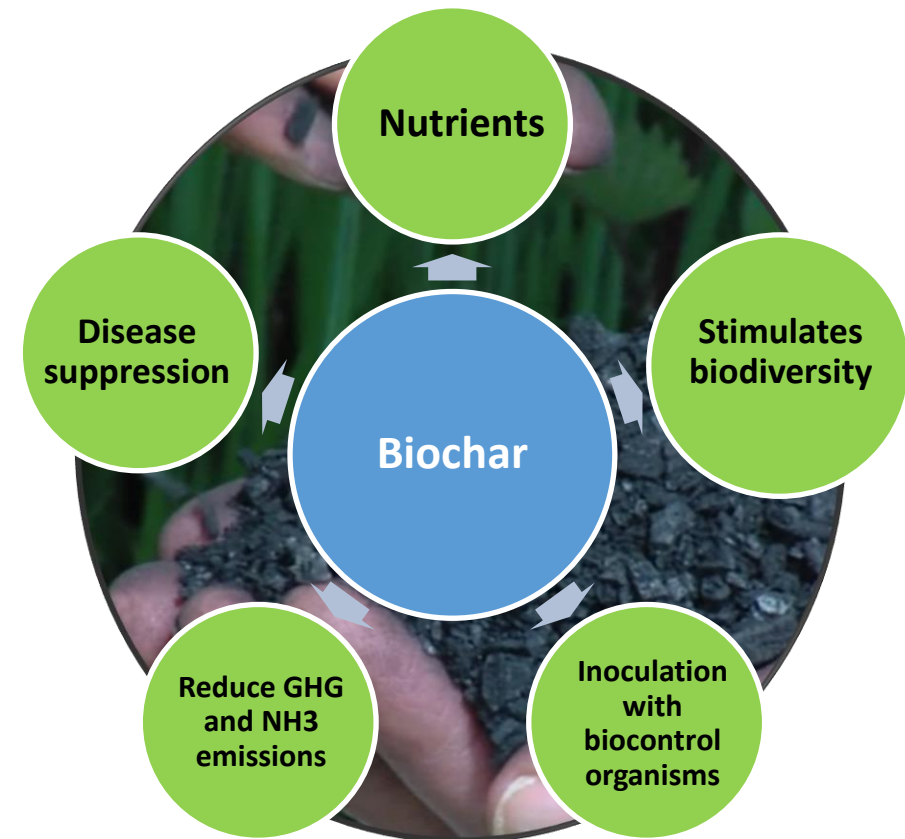 Nutrients
Stimulates
biodiversity
Inoculation
with
biocontrol
organisms
Reduce GHG
and NH3
emissions
Disease
suppression
Biochar